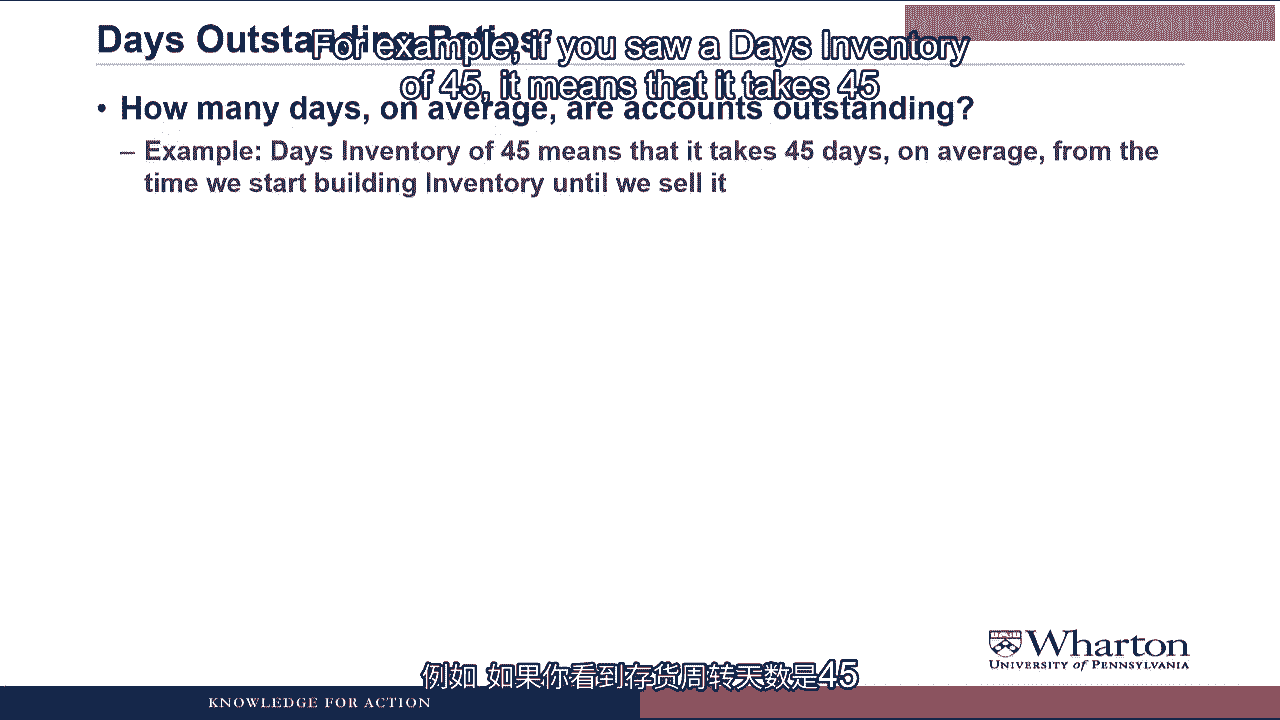 Days Outstanding Ratios
For example, if you saw a Days Inventory
of 45, it means that it takes 45
• How many days, on average, are accounts outstanding?
– Example: Days Inventory of 45 means that it takes 45 days, on average, from the
time we start building Inventory until we sell it
Wharton
UNIVERSITY of PENNSYLVANIA
例如 如果你看到存货周转天数是45
KNOWLEDGE FOR ACTION